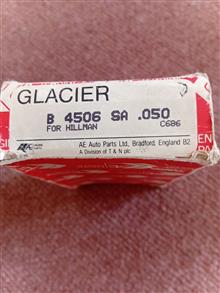 GLACIER
B 4506 SA .050
FOR HILLMAN
C686
AE Auto Parts Ltd, Bradford, England B2
A Division of T & N plc